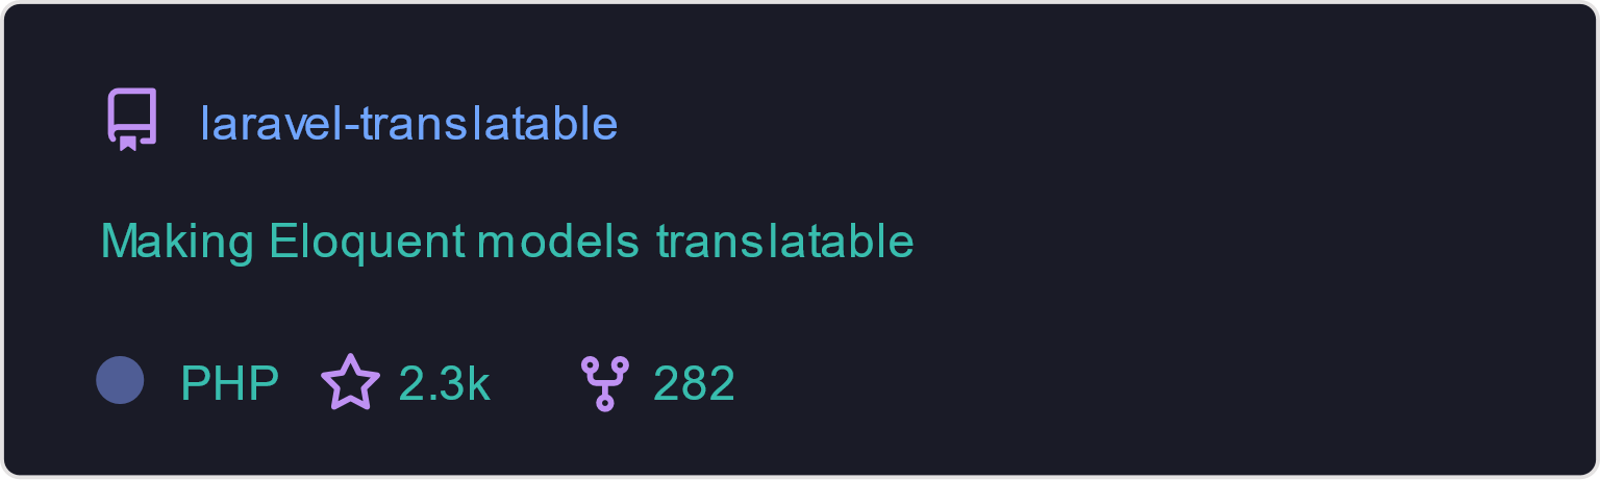 laravel-translatable
Making Eloquent models translatable
PHP 2.3k 282